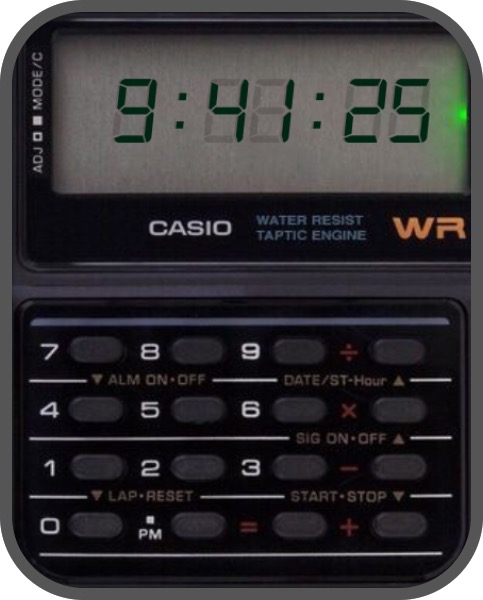 ADJ MODE/C
9:41:25
CASIO WATER RESIST WR
TAPTIC ENGINE
7 8 9 ÷
▼ ALM ON•OFF DATE/ST-Hour ▲
4 5 6 ×
SIG ON•OFF ▲
1 2 3 −
▼ LAP•RESET START•STOP ▼
0 ■ = +
PM